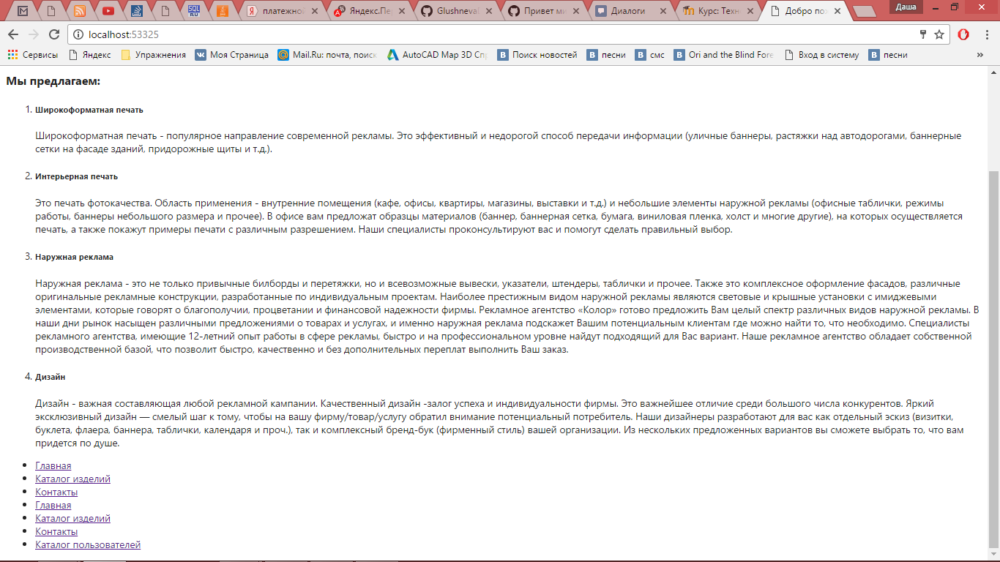 платежной
Яндекс.Пер
Glushneval
Привет ми
Диалоги
Курс: Техно
Добро пож
Даша
localhost:53325
Сервисы
Яндекс
Упражнения
Моя Страница
Mail.Ru: почта, поиск
AutoCAD Map 3D Спр
Поиск новостей
песни
смс
Ori and the Blind Fore
Вход в систему
песни
»
Мы предлагаем:
1. Широкоформатная печать
Широкоформатная печать - популярное направление современной рекламы. Это эффективный и недорогой способ передачи информации (уличные баннеры, растяжки над автодорогами, баннерные
сетки на фасаде зданий, придорожные щиты и т.д.).
2. Интерьерная печать
Это печать фотокачества. Область применения - внутренние помещения (кафе, офисы, квартиры, магазины, выставки и т.д.) и небольшие элементы наружной рекламы (офисные таблички, режимы
работы, баннеры небольшого размера и прочее). В офисе вам предложат образцы материалов (баннер, баннерная сетка, бумага, виниловая пленка, холст и многие другие), на которых осуществляется
печать, а также покажут примеры печати с различным разрешением. Наши специалисты проконсультируют вас и помогут сделать правильный выбор.
3. Наружная реклама
Наружная реклама - это не только привычные билборды и перетяжки, но и всевозможные вывески, указатели, штендеры, таблички и прочее. Также это комплексное оформление фасадов, различные
оригинальные рекламные конструкции, разработанные по индивидуальным проектам. Наиболее престижным видом наружной рекламы являются световые и крышные установки с имиджевыми
элементами, которые говорят о благополучии, процветании и финансовой надежности фирмы. Рекламное агентство «Колор» готово предложить Вам целый спектр различных видов наружной рекламы. В
наши дни рынок насыщен различными предложениями о товарах и услугах, и именно наружная реклама подскажет Вашим потенциальным клиентам где можно найти то, что необходимо. Специалисты
рекламного агентства, имеющие 12-летний опыт работы в сфере рекламы, быстро и на профессиональном уровне найдут подходящий для Вас вариант. Наше рекламное агентство обладает собственной
производственной базой, что позволит быстро, качественно и без дополнительных переплат выполнить Ваш заказ.
4. Дизайн
Дизайн - важная составляющая любой рекламной кампании. Качественный дизайн -залог успеха и индивидуальности фирмы. Это важнейшее отличие среди большого числа конкурентов. Яркий
эксклюзивный дизайн — смелый шаг к тому, чтобы на вашу фирму/товар/услугу обратил внимание потенциальный потребитель. Наши дизайнеры разработают для вас как отдельный эскиз (визитки,
буклета, флаера, баннера, таблички, календаря и проч.), так и комплексный бренд-бук (фирменный стиль) вашей организации. Из нескольких предложенных вариантов вы сможете выбрать то, что вам
придется по душе.
Главная
Каталог изделий
Контакты
Главная
Каталог изделий
Контакты
Каталог пользователей